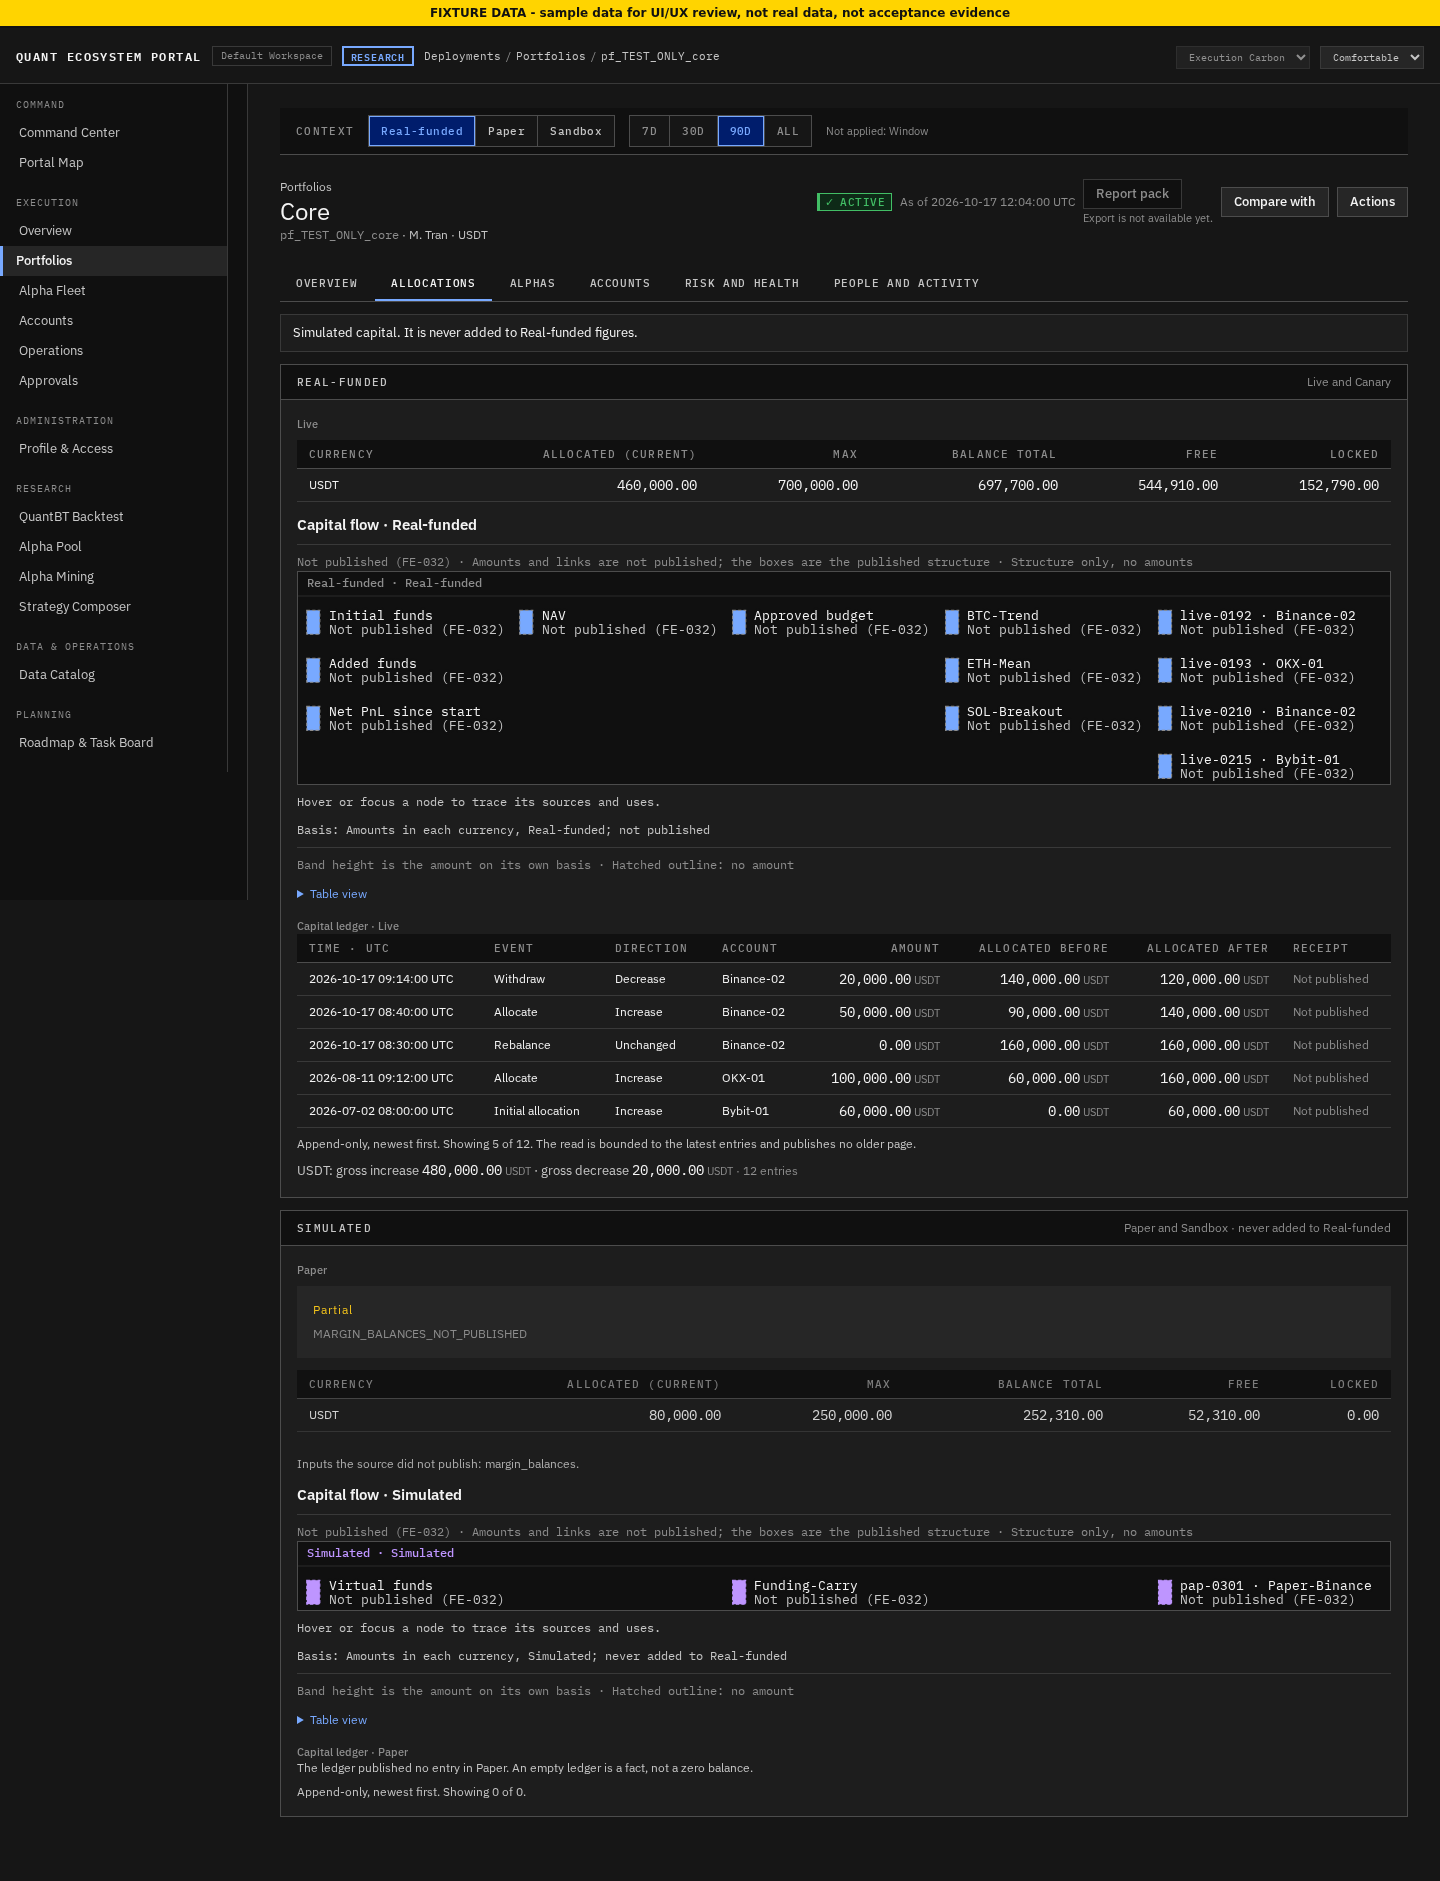 FIXTURE DATA - sample data for UI/UX review, not real data, not acceptance evidence
QUANT ECOSYSTEM PORTAL Default Workspace RESEARCH Deployments / Portfolios / pf_TEST_ONLY_core Execution Carbon Comfortable
COMMAND
Command Center
Portal Map
EXECUTION
Overview
Portfolios
Alpha Fleet
Accounts
Operations
Approvals
ADMINISTRATION
Profile & Access
RESEARCH
QuantBT Backtest
Alpha Pool
Alpha Mining
Strategy Composer
DATA & OPERATIONS
Data Catalog
PLANNING
Roadmap & Task Board
CONTEXT Real-funded Paper Sandbox 7D 30D 90D ALL Not applied: Window
Portfolios
Core
pf_TEST_ONLY_core · M. Tran · USDT
✓ ACTIVE As of 2026-10-17 12:04:00 UTC Report pack Compare with Actions
Export is not available yet.
OVERVIEW ALLOCATIONS ALPHAS ACCOUNTS RISK AND HEALTH PEOPLE AND ACTIVITY
Simulated capital. It is never added to Real-funded figures.
REAL-FUNDED Live and Canary
Live
CURRENCY ALLOCATED (CURRENT) MAX BALANCE TOTAL FREE LOCKED
USDT 460,000.00 700,000.00 697,700.00 544,910.00 152,790.00
Capital flow · Real-funded
Not published (FE-032) · Amounts and links are not published; the boxes are the published structure · Structure only, no amounts
Real-funded · Real-funded
Initial funds NAV Approved budget BTC-Trend live-0192 · Binance-02
Not published (FE-032) Not published (FE-032) Not published (FE-032) Not published (FE-032) Not published (FE-032)
Added funds ETH-Mean live-0193 · OKX-01
Not published (FE-032) Not published (FE-032) Not published (FE-032)
Net PnL since start SOL-Breakout live-0210 · Binance-02
Not published (FE-032) Not published (FE-032) Not published (FE-032)
live-0215 · Bybit-01
Not published (FE-032)
Hover or focus a node to trace its sources and uses.
Basis: Amounts in each currency, Real-funded; not published
Band height is the amount on its own basis · Hatched outline: no amount
▶ Table view
Capital ledger · Live
TIME · UTC EVENT DIRECTION ACCOUNT AMOUNT ALLOCATED BEFORE ALLOCATED AFTER RECEIPT
2026-10-17 09:14:00 UTC Withdraw Decrease Binance-02 20,000.00 USDT 140,000.00 USDT 120,000.00 USDT Not published
2026-10-17 08:40:00 UTC Allocate Increase Binance-02 50,000.00 USDT 90,000.00 USDT 140,000.00 USDT Not published
2026-10-17 08:30:00 UTC Rebalance Unchanged Binance-02 0.00 USDT 160,000.00 USDT 160,000.00 USDT Not published
2026-08-11 09:12:00 UTC Allocate Increase OKX-01 100,000.00 USDT 60,000.00 USDT 160,000.00 USDT Not published
2026-07-02 08:00:00 UTC Initial allocation Increase Bybit-01 60,000.00 USDT 0.00 USDT 60,000.00 USDT Not published
Append-only, newest first. Showing 5 of 12. The read is bounded to the latest entries and publishes no older page.
USDT: gross increase 480,000.00 USDT · gross decrease 20,000.00 USDT · 12 entries
SIMULATED Paper and Sandbox · never added to Real-funded
Paper
Partial
MARGIN_BALANCES_NOT_PUBLISHED
CURRENCY ALLOCATED (CURRENT) MAX BALANCE TOTAL FREE LOCKED
USDT 80,000.00 250,000.00 252,310.00 52,310.00 0.00
Inputs the source did not publish: margin_balances.
Capital flow · Simulated
Not published (FE-032) · Amounts and links are not published; the boxes are the published structure · Structure only, no amounts
Simulated · Simulated
Virtual funds Funding-Carry pap-0301 · Paper-Binance
Not published (FE-032) Not published (FE-032) Not published (FE-032)
Hover or focus a node to trace its sources and uses.
Basis: Amounts in each currency, Simulated; never added to Real-funded
Band height is the amount on its own basis · Hatched outline: no amount
▶ Table view
Capital ledger · Paper
The ledger published no entry in Paper. An empty ledger is a fact, not a zero balance.
Append-only, newest first. Showing 0 of 0.